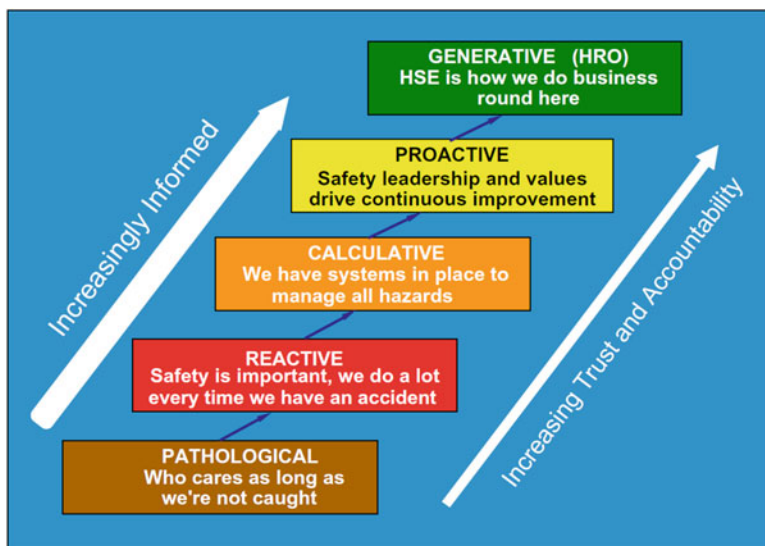 GENERATIVE (HRO)
HSE is how we do business
round here
PROACTIVE
Safety leadership and values
drive continuous improvement
CALCULATIVE
We have systems in place to
manage all hazards
REACTIVE
Safety is important, we do a lot
every time we have an accident
PATHOLOGICAL
Who cares as long as
we're not caught
Increasingly Informed
Increasing Trust and Accountability